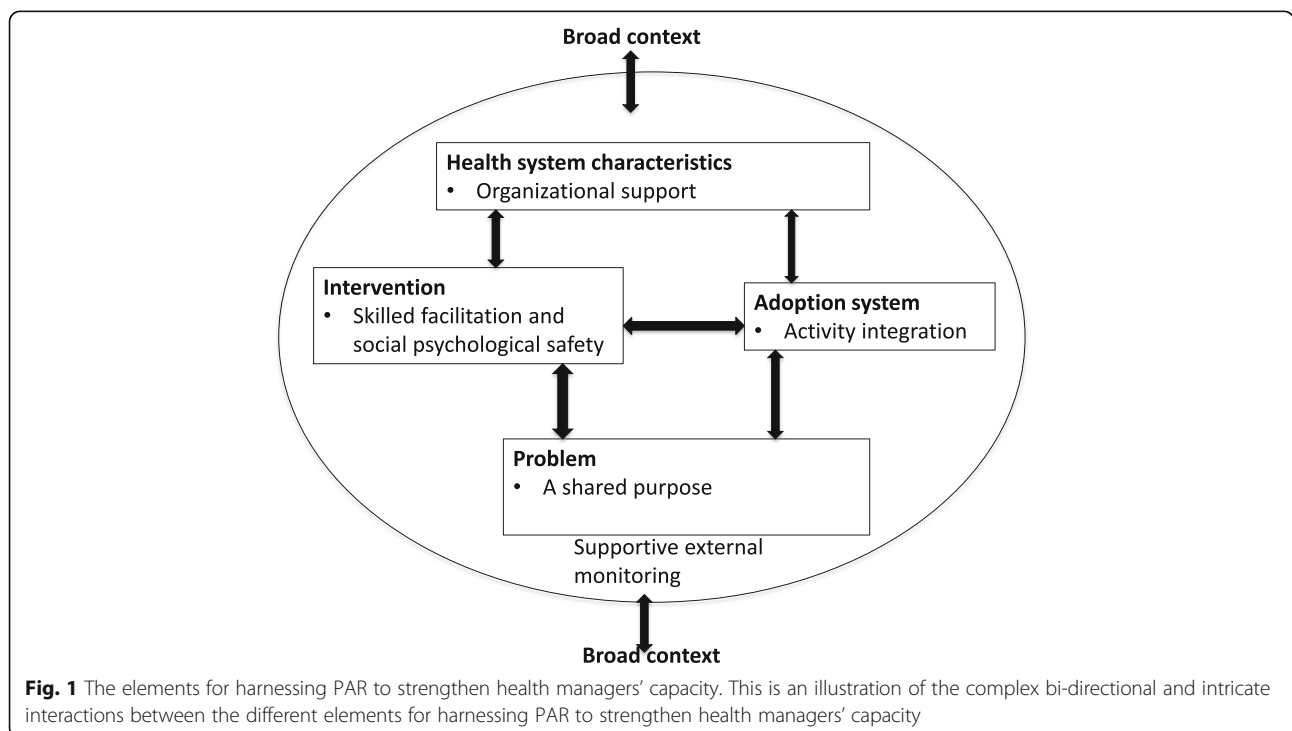 Broad context
Health system characteristics
• Organizational support
Intervention
• Skilled facilitation and
social psychological safety
Adoption system
• Activity integration
Problem
• A shared purpose
Supportive external
monitoring
Broad context
Fig. 1 The elements for harnessing PAR to strengthen health managers’ capacity. This is an illustration of the complex bi-directional and intricate
interactions between the different elements for harnessing PAR to strengthen health managers’ capacity